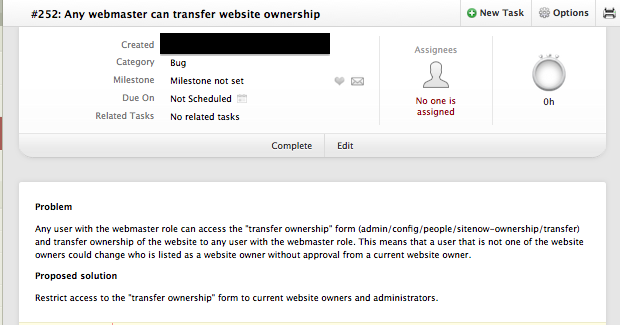 #252: Any webmaster can transfer website ownership
New Task
Options
Created
Category Bug
Milestone Milestone not set
Due On Not Scheduled
Related Tasks No related tasks
Assignees
No one is
assigned
0h
Complete
Edit
Problem
Any user with the webmaster role can access the "transfer ownership" form (admin/config/people/sitenow-ownership/transfer)
and transfer ownership of the website to any user with the webmaster role. This means that a user that is not one of the website
owners could change who is listed as a website owner without approval from a current website owner.
Proposed solution
Restrict access to the "transfer ownership" form to current website owners and administrators.